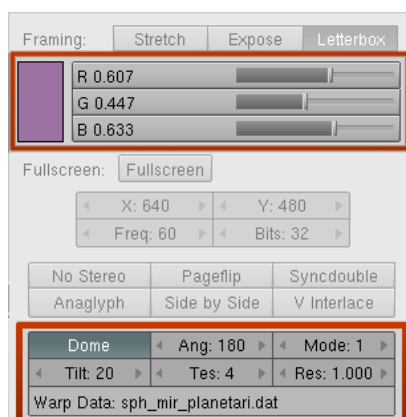 Framing: Stretch Expose Letterbox
R 0.607
G 0.447
B 0.633
Fullscreen: Fullscreen
X: 640 Y: 480
Freq: 60 Bits: 32
No Stereo Pageflip Syncdouble
Anaglyph Side by Side V Interlace
Dome Ang: 180 Mode: 1
Tilt: 20 Tes: 4 Res: 1.000
Warp Data: sph_mir_planetari.dat